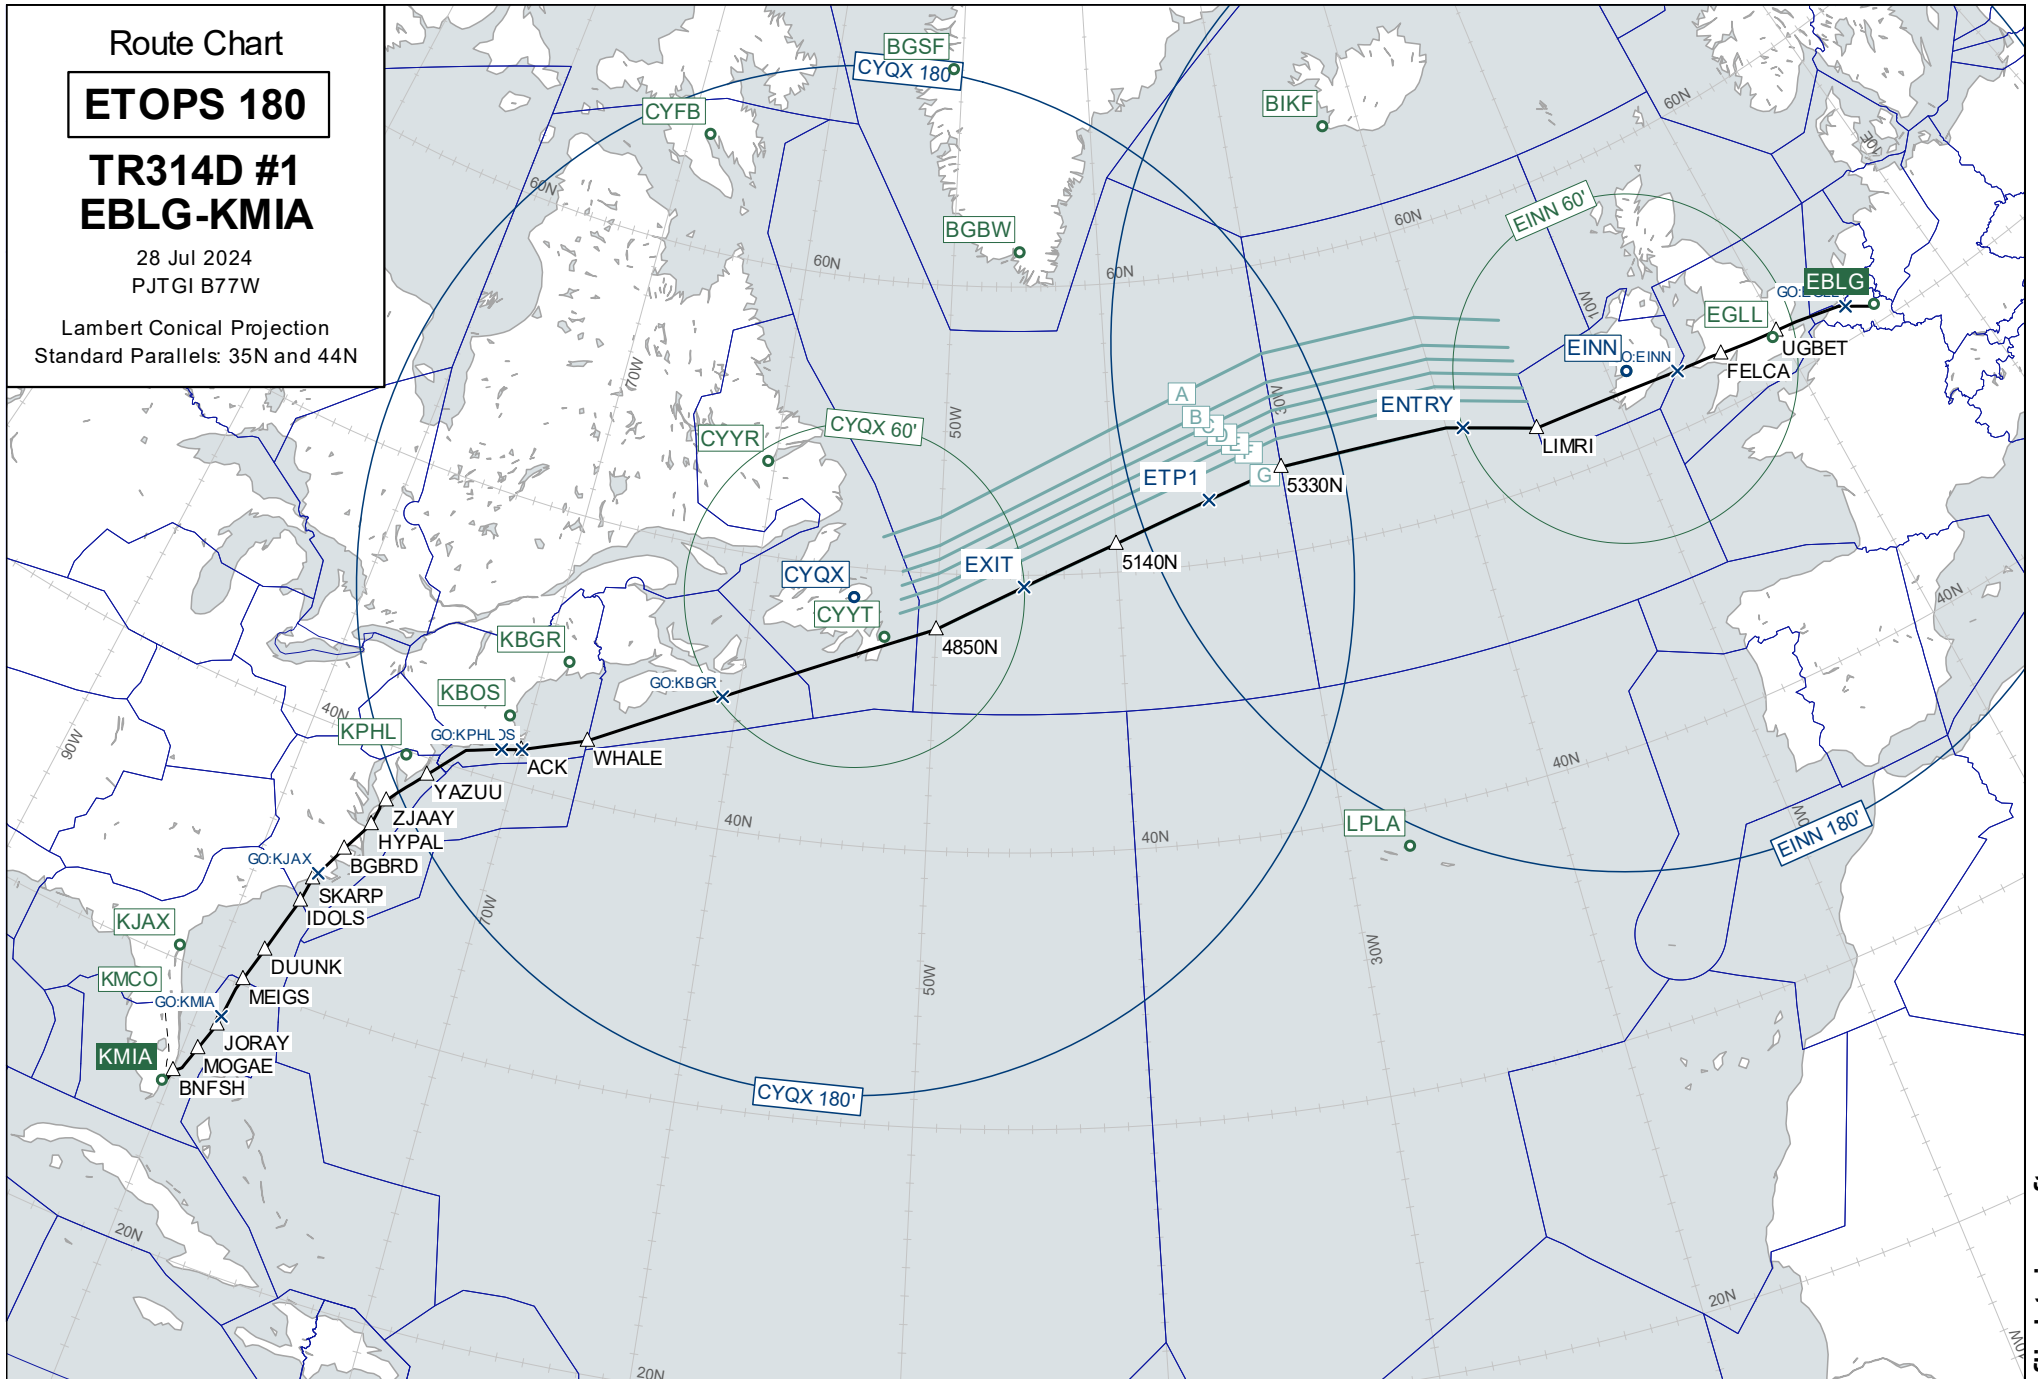 Route Chart
ETOPS 180
TR314D #1
EBLG-KMIA
28 Jul 2024
PJTGI B77W
Lambert Conical Projection
Standard Parallels: 35N and 44N
BGSF
CYQX 180'
CYFB
BIKF
60N
10E
60N
EINN 60'
60N
BGBW
60N
60N
10W
EBLG
EGLL
UGBET
EINN
GO:EINN
FELCA
70W
A
30W
ENTRY
B
50W
CYQX 60'
CYYR
LIMRI
ETP1
G
5330N
EXIT
5140N
CYQX
CYYT
40N
KBGR
4850N
GO:KBGR
KBOS
40N
KPHL
GO:KPHL
90W
ACK
WHALE
40N
YAZUU
ZJAAY
HYPAL
40N
40N
LPLA
EINN 180'
GO:KJAX
BGBRD
SKARP
IDOLS
70W
KJAX
30W
KMCO
DUUNK
50W
MEIGS
GO:KMIA
JORAY
KMIA
MOGAE
BNFSH
CYQX 180'
20N
20N
10W
20N